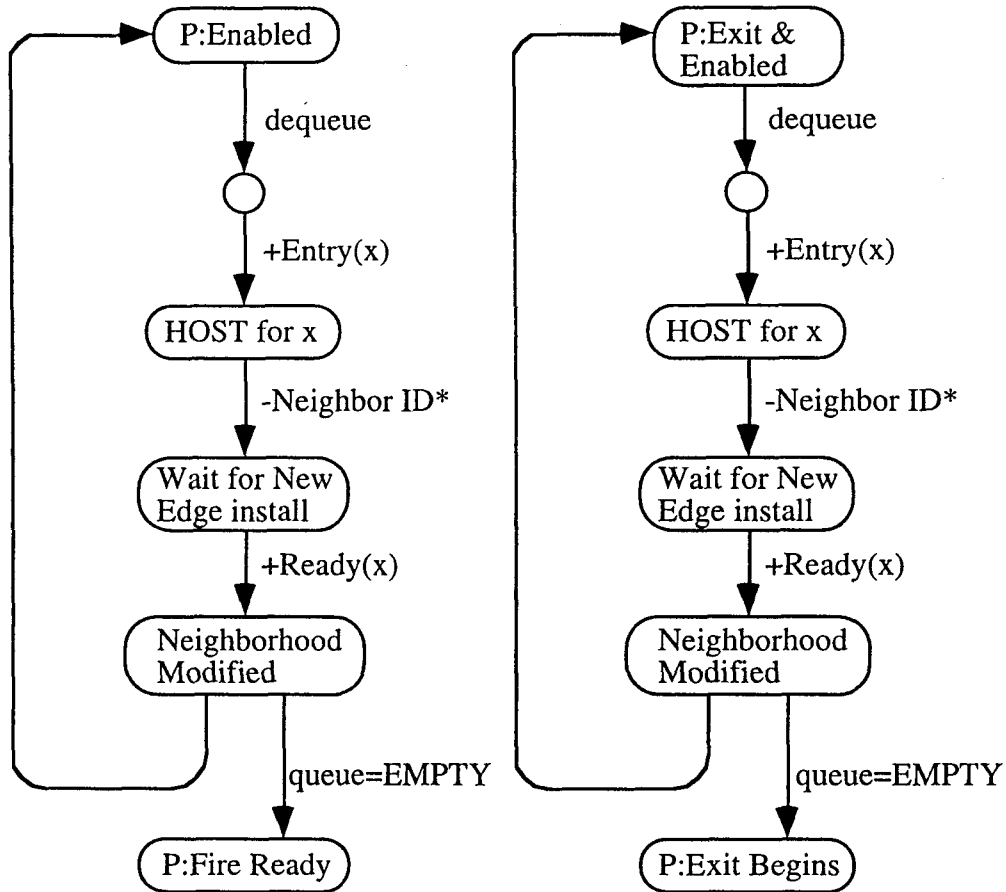 P:Enabled
dequeue
+Entry(x)
HOST for x
-Neighbor ID*
Wait for New
Edge install
+Ready(x)
Neighborhood
Modified
queue=EMPTY
P:Fire Ready
P:Exit &
Enabled
dequeue
+Entry(x)
HOST for x
-Neighbor ID*
Wait for New
Edge install
+Ready(x)
Neighborhood
Modified
queue=EMPTY
P:Exit Begins